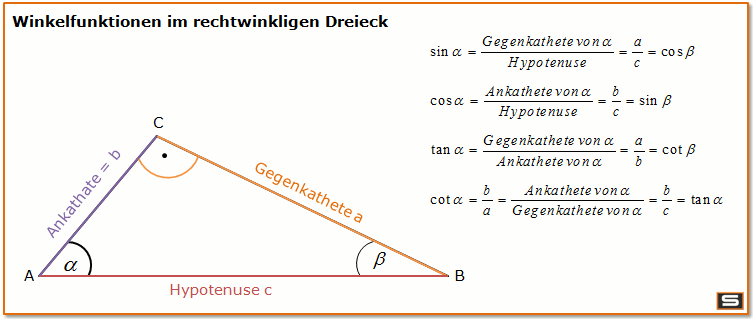 Winkelfunktionen im rechtwinkligen Dreieck
sin α = Gegenkathete von α / Hypotenuse = a / c = cos β
cos α = Ankathete von α / Hypotenuse = b / c = sin β
tan α = Gegenkathete von α / Ankathete von α = a / b = cot β
cot α = b / a = Ankathete von α / Gegenkathete von α = b / c = tan α
C
Ankathate = b
Gegenkathete a
A
α
β
B
Hypotenuse c
S